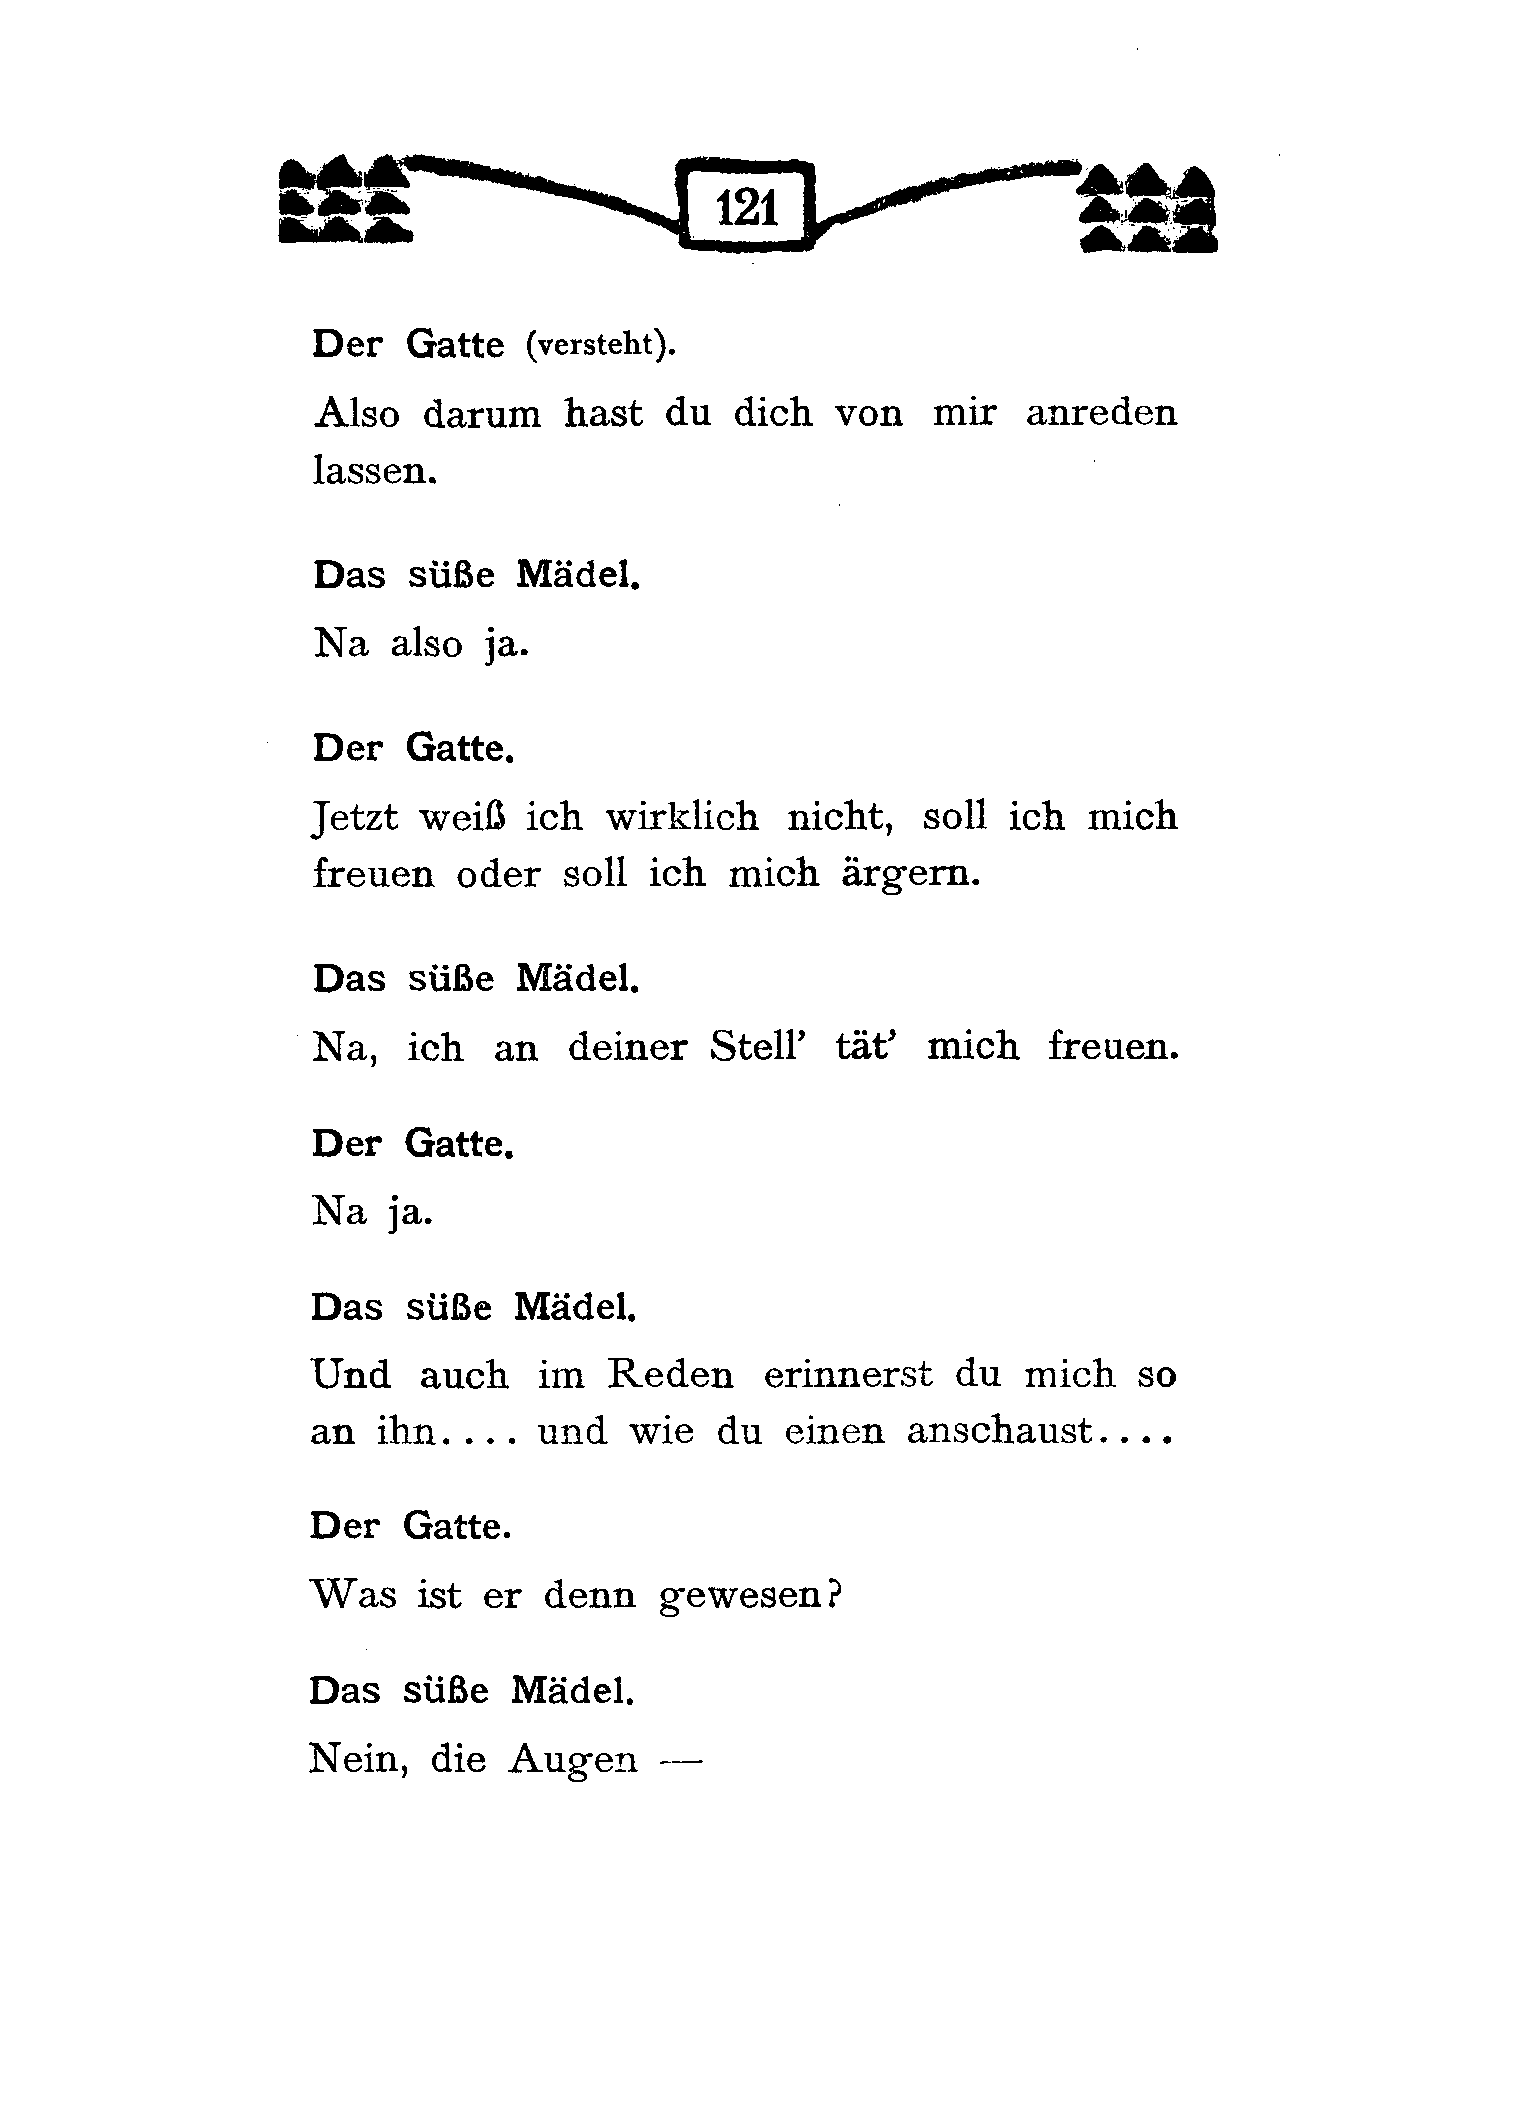 121
Der Gatte (versteht).
Also darum hast du dich von mir anreden
lassen.
Das süße Mädel.
Na also ja.
Der Gatte.
Jetzt weiß ich wirklich nicht, soll ich mich
freuen oder soll ich mich ärgern.
Das süße Mädel.
Na, ich an deiner Stell’ tät’ mich freuen.
Der Gatte.
Na ja.
Das süße Mädel.
Und auch im Reden erinnerst du mich so
an ihn.... und wie du einen anschaust....
Der Gatte.
Was ist er denn gewesen?
Das süße Mädel.
Nein, die Augen —